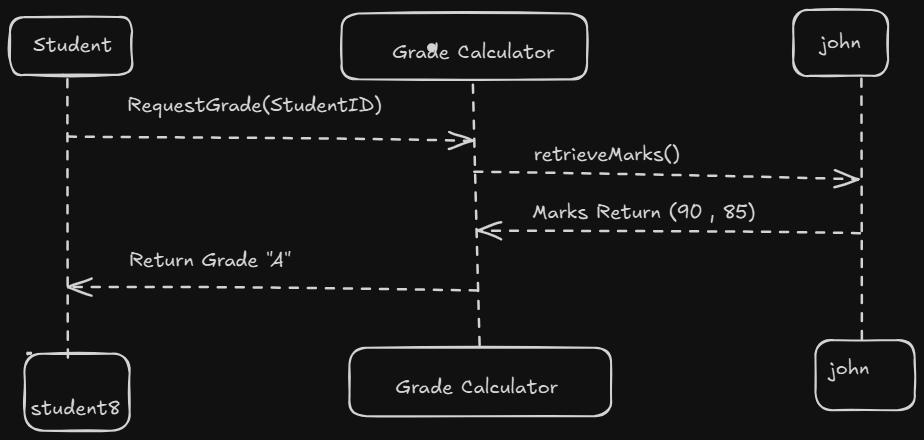 Student
Grade Calculator
john
RequestGrade(StudentID)
retrieveMarks()
Marks Return (90 , 85)
Return Grade "A"
student8
Grade Calculator
john